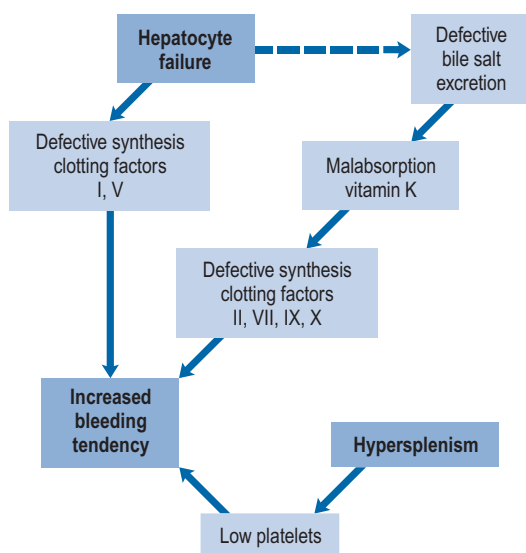 Hepatocyte
failure
Defective
bile salt
excretion
Defective synthesis
clotting factors
I, V
Malabsorption
vitamin K
Defective synthesis
clotting factors
II, VII, IX, X
Increased
bleeding
tendency
Hypersplenism
Low platelets